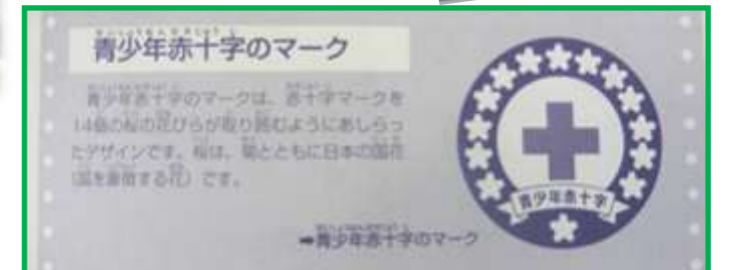 青少年赤十字のマーク
青少年赤十字のマークは、赤十字マークを
14個の桜の花びらが取り囲むようにあしらっ
たデザインです。桜は、菊とともに日本の国花
(国を象徴する花)です。
青少年赤十字
➡青少年赤十字のマーク